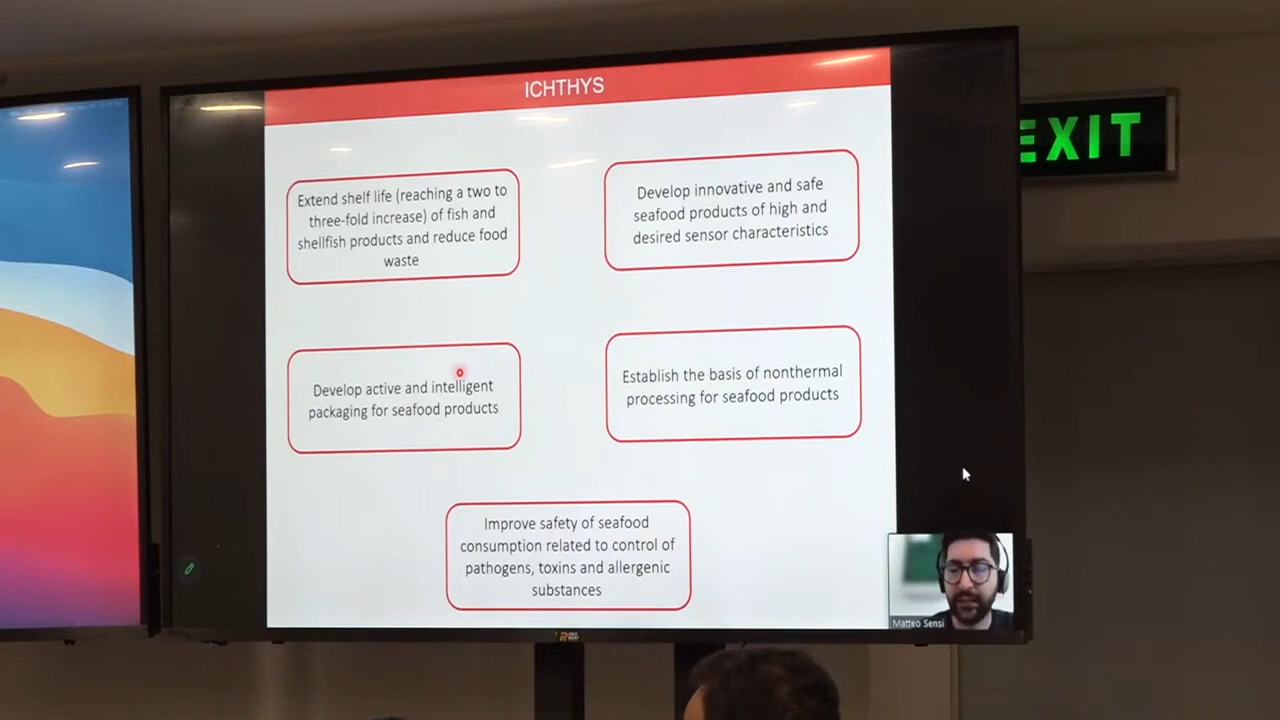 ICHTHYS
EXIT
Extend shelf life (reaching a two to
three-fold increase) of fish and
shellfish products and reduce food
waste
Develop innovative and safe
seafood products of high and
desired sensor characteristics
Develop active and intelligent
packaging for seafood products
Establish the basis of nonthermal
processing for seafood products
Improve safety of seafood
consumption related to control of
pathogens, toxins and allergenic
substances
Matteo Sensi